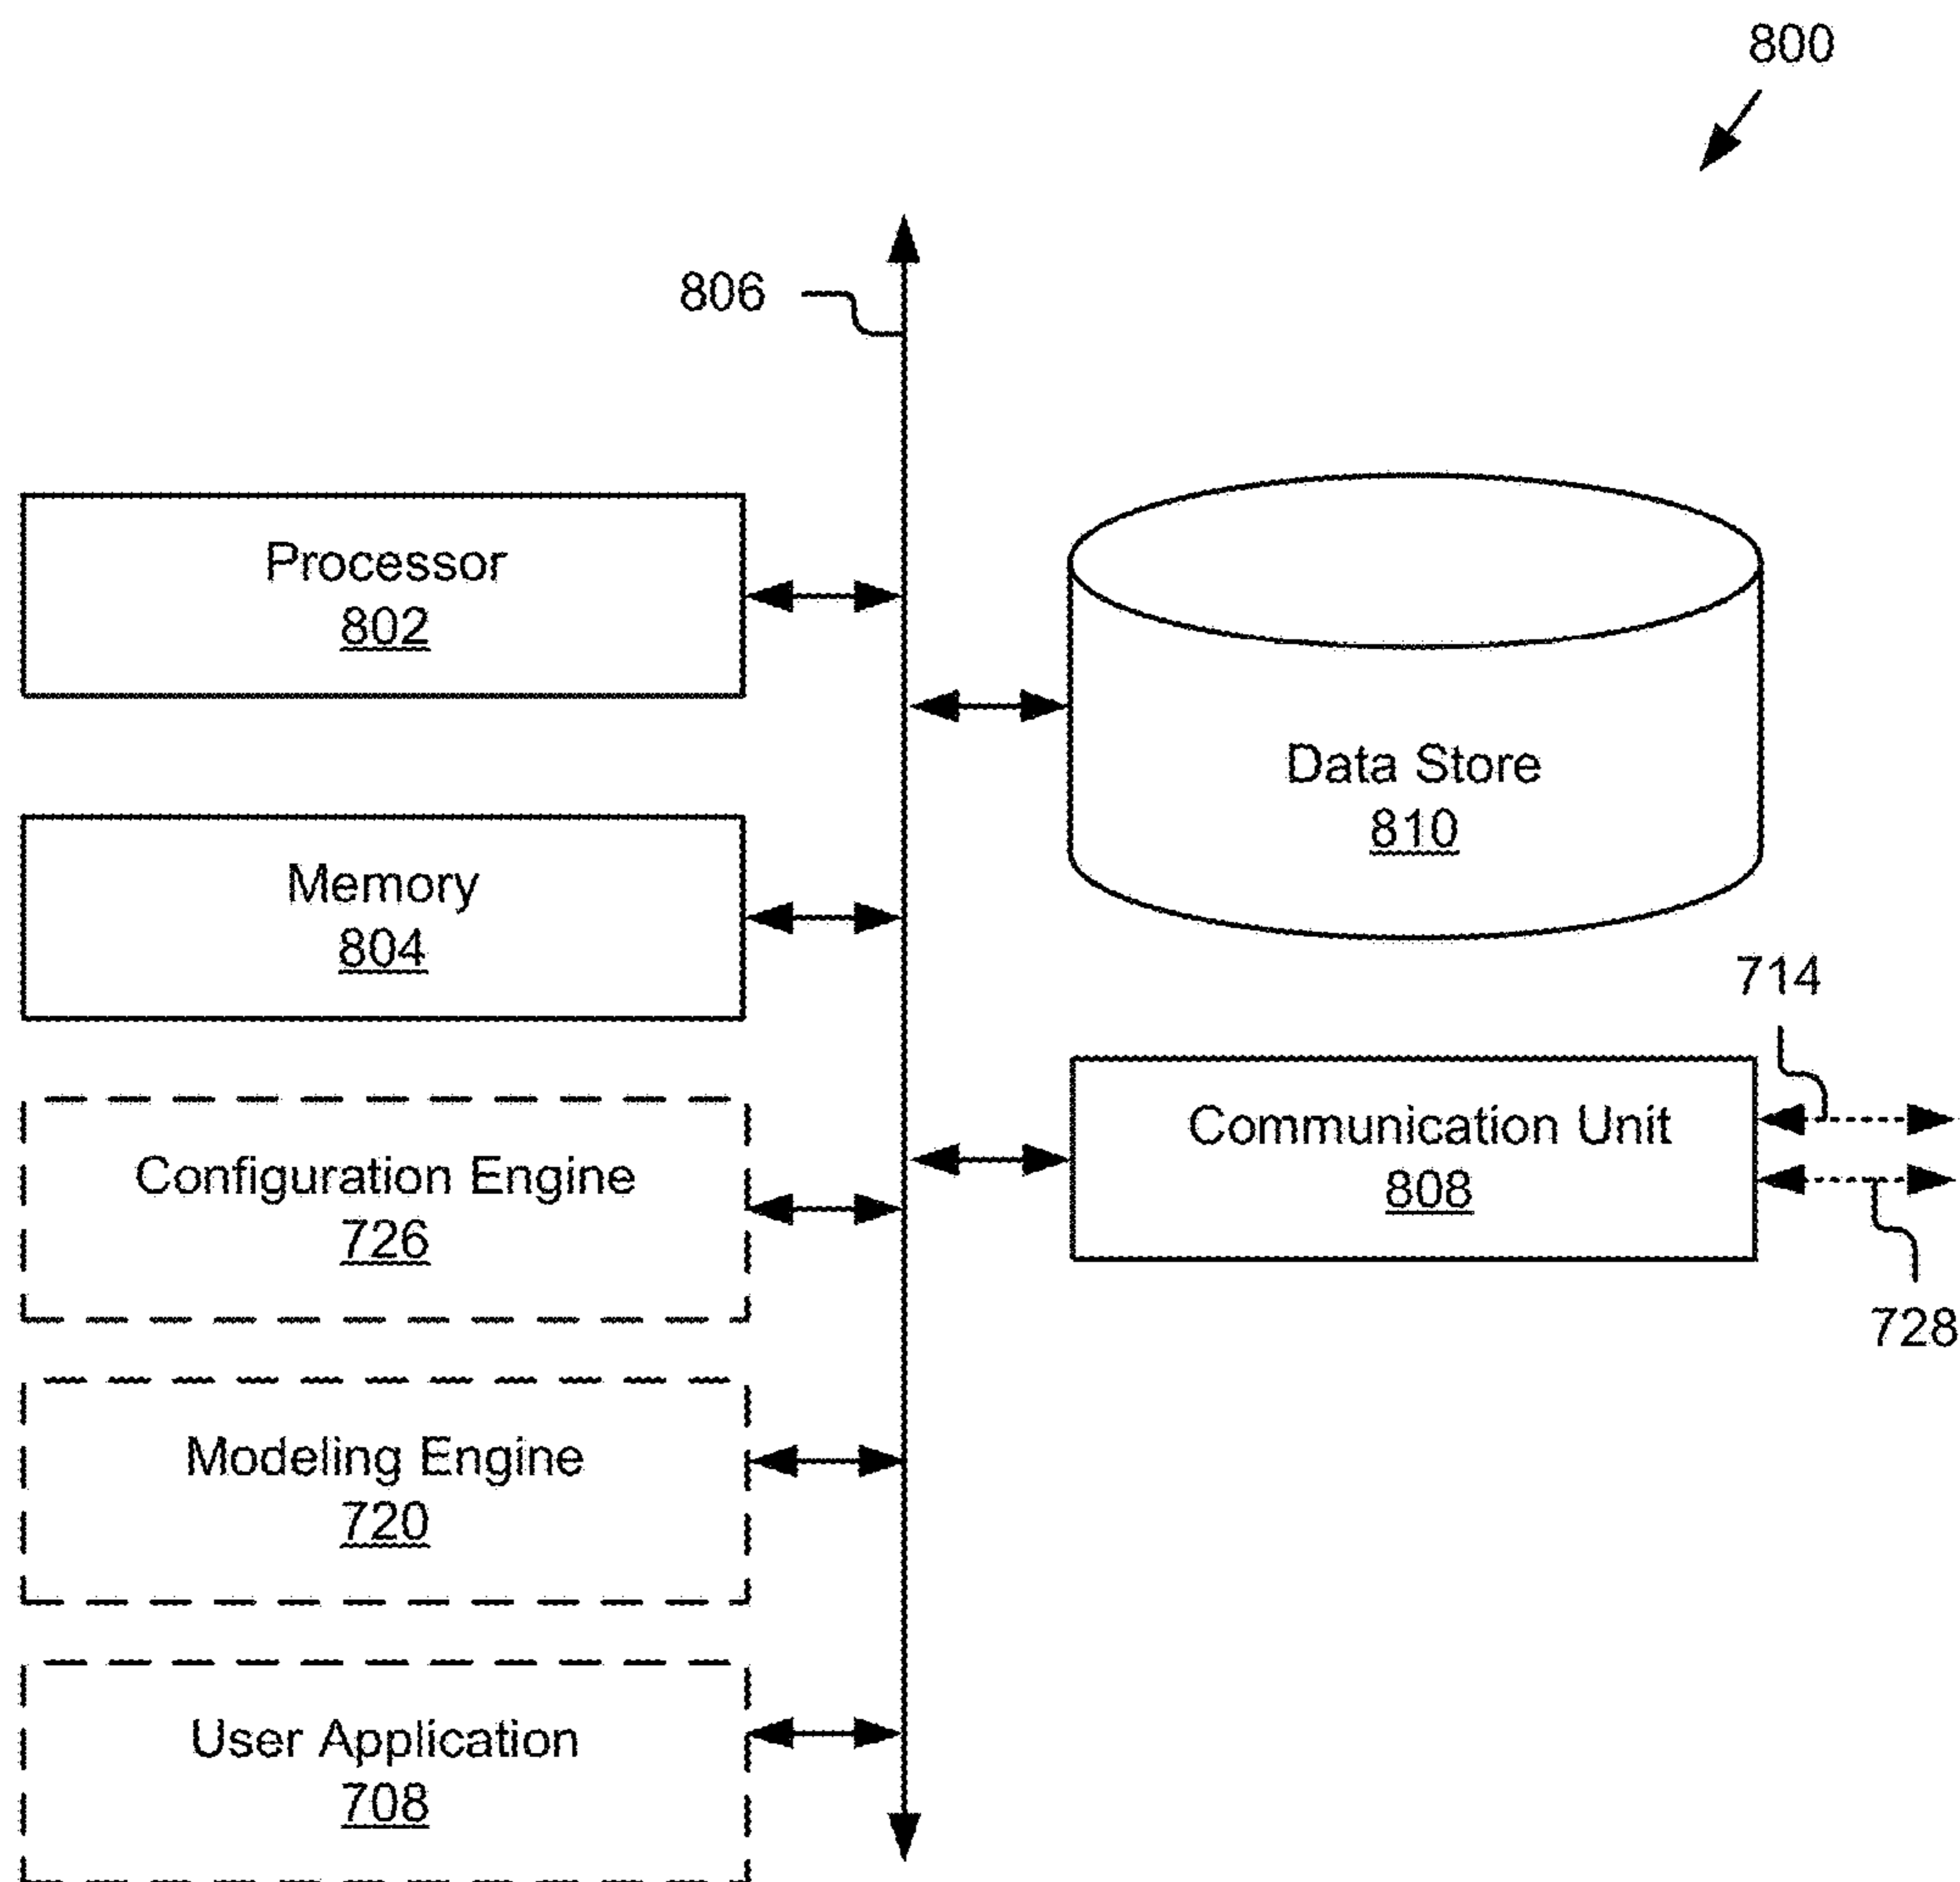 800
806
Processor
802
Data Store
810
Memory
804
714
Communication Unit
808
Configuration Engine
726
728
Modeling Engine
720
User Application
708